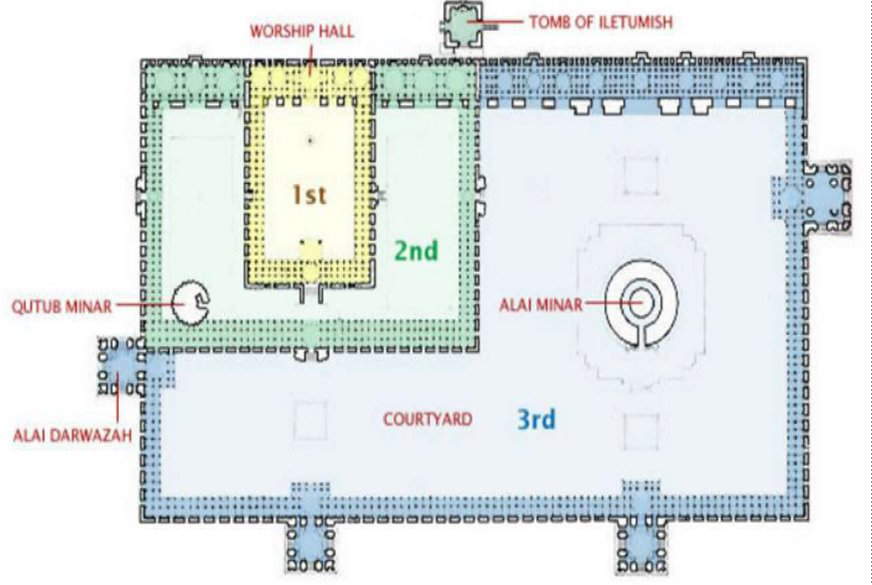 TOMB OF ILETUMISH
WORSHIP HALL
1st
2nd
QUTUB MINAR
ALAI MINAR
ALAI DARWAZAH
COURTYARD
3rd